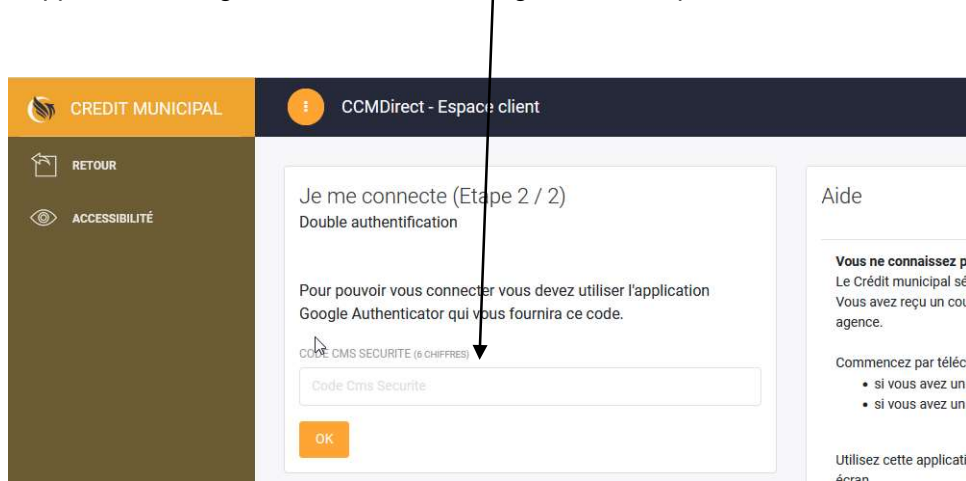 CREDIT MUNICIPAL
CCMDirect - Espace client
RETOUR
ACCESSIBILITÉ
Je me connecte (Etape 2 / 2)
Double authentification
Pour pouvoir vous connecter vous devez utiliser l'application
Google Authenticator qui vous fournira ce code.
CODE CMS SECURITE (6 CHIFFRES)
Code Cms Securite
OK
Aide
Vous ne connaissez p
Le Crédit municipal sé
Vous avez reçu un cou
agence.
Commencez par téléc
• si vous avez un
• si vous avez un
Utilisez cette applicati
écran